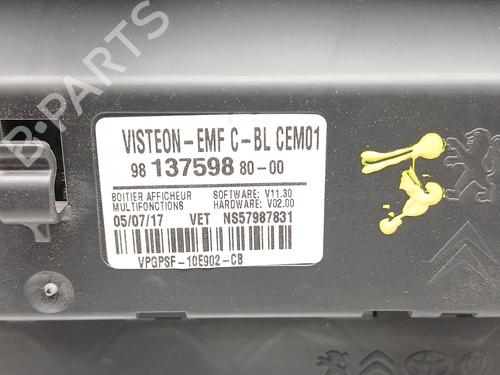 B-PARTS
VISTEON-EMF C-BL CEM01
98 137598 80-00
BOITIER AFFICHEUR SOFTWARE: V11.30
MULTIFONCTIONS HARDWARE: V02.00
05/07/17 VET NS57987831
VPGPSF-10E902-CB